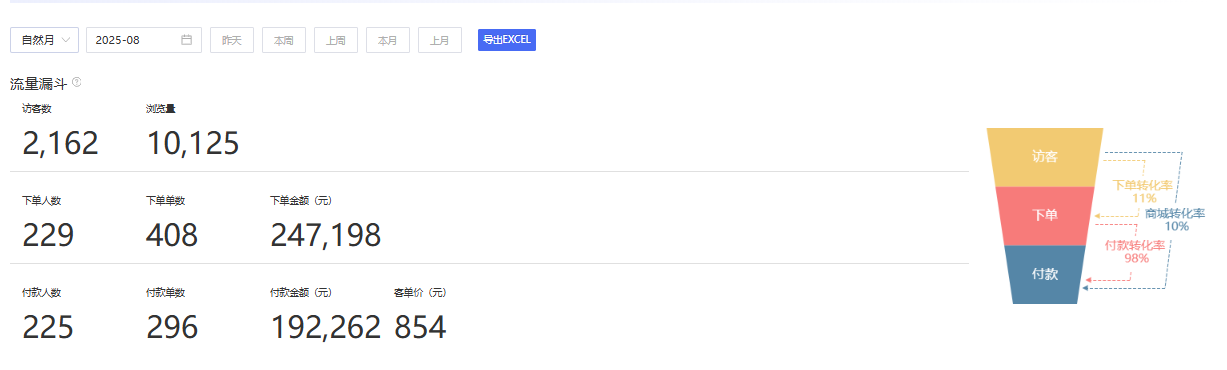 自然月 2025-08 昨天 本周 上周 本月 上月 导出EXCEL
流量漏斗 ?
访客数 浏览量
2,162 10,125
下单人数 下单单数 下单金额（元）
229 408 247,198
付款人数 付款单数 付款金额（元） 客单价（元）
225 296 192,262 854
访客
下单
付款
下单转化率
11%
商城转化率
10%
付款转化率
98%